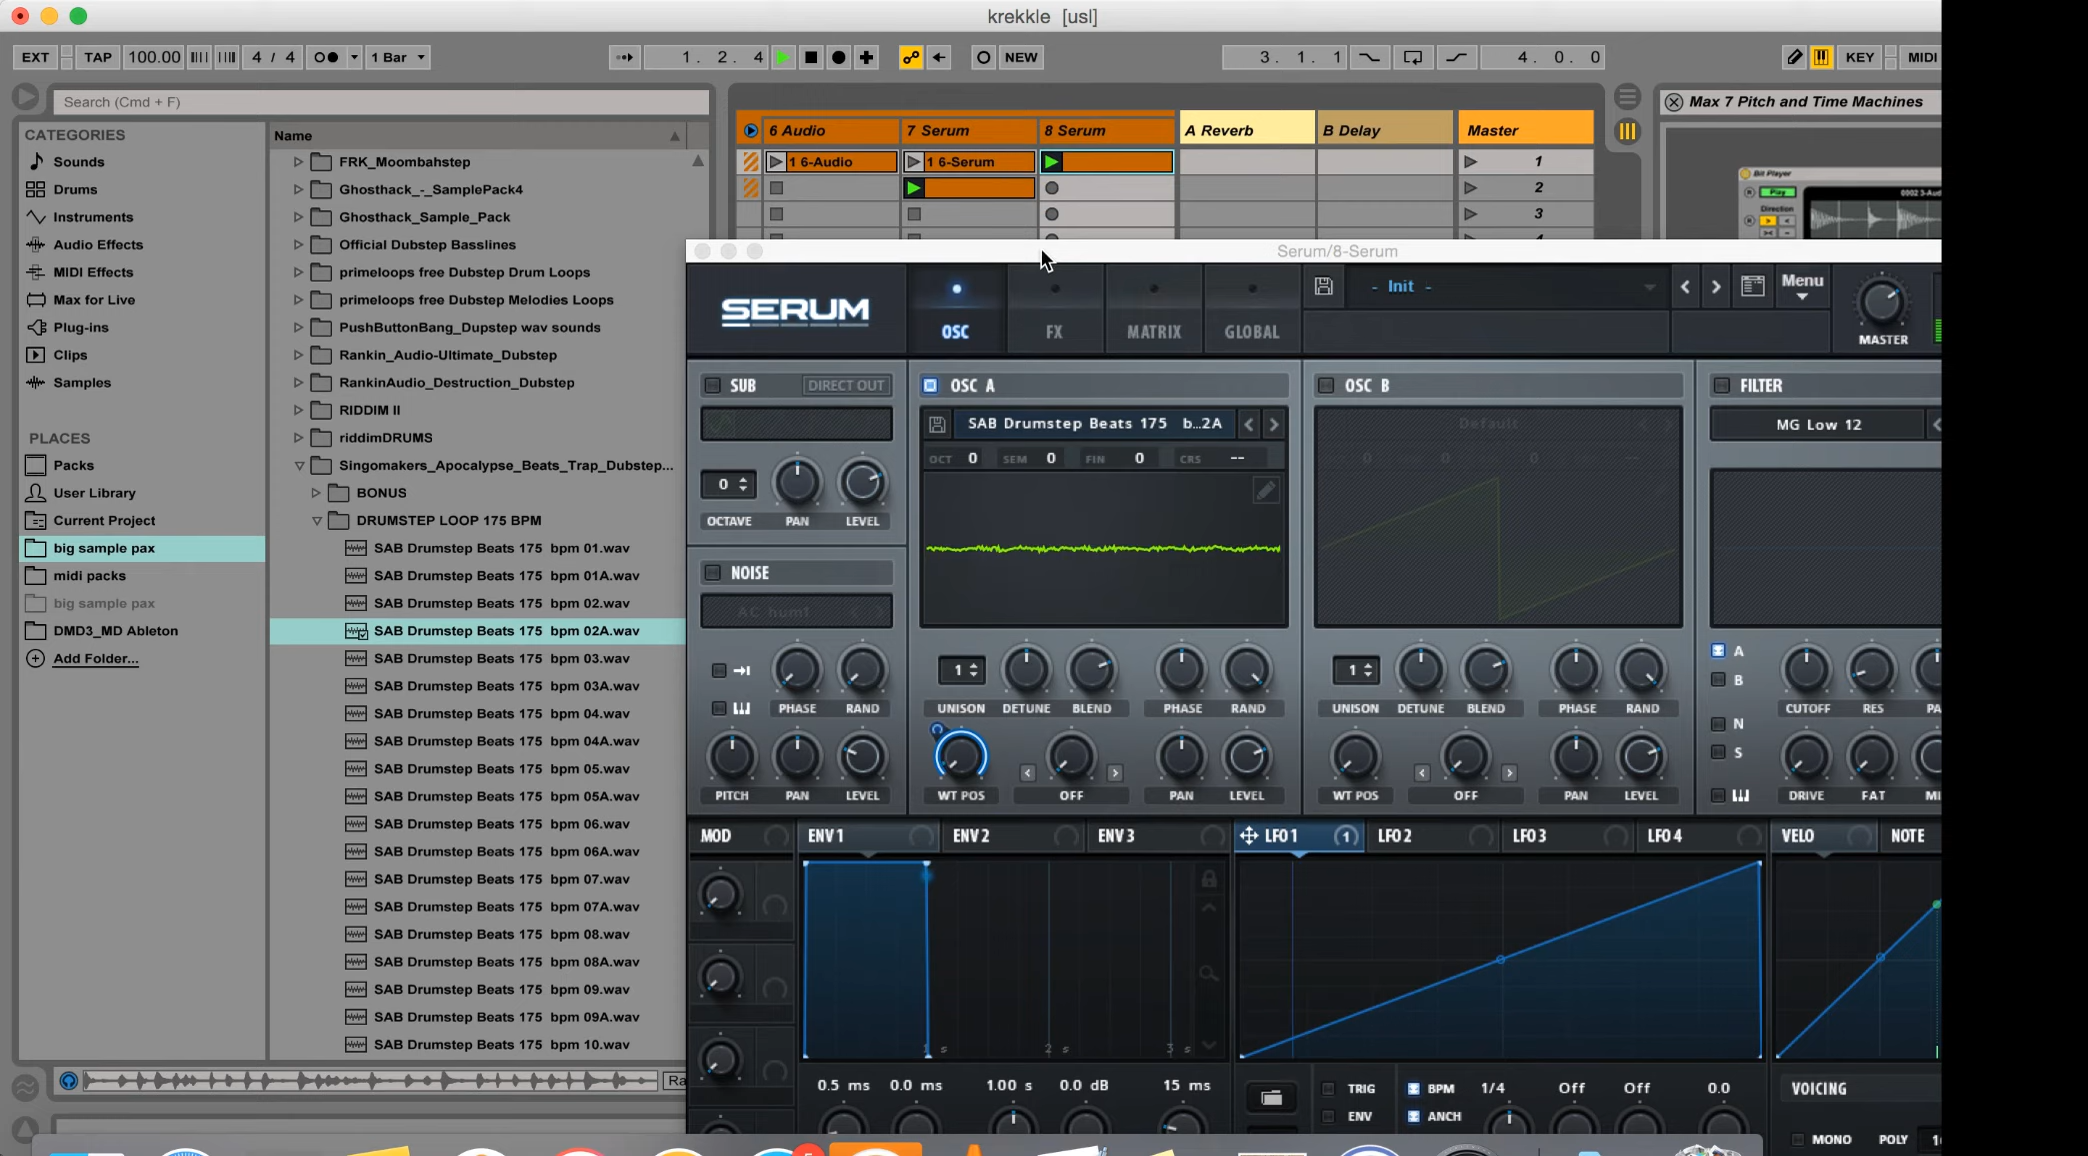 krekkle [usl]
EXT TAP 100.00 4 / 4 1 Bar 1. 2. 4 NEW 3. 1. 1 4. 0. 0 KEY MIDI
Search (Cmd + F)
6 Audio 7 Serum 8 Serum A Reverb B Delay Master
1 6-Audio 1 6-Serum 1
2
3
Max 7 Pitch and Time Machines
Bit Player
Play
Direction
CATEGORIES
Sounds
Drums
Instruments
Audio Effects
MIDI Effects
Max for Live
Plug-ins
Clips
Samples
PLACES
Packs
User Library
Current Project
big sample pax
midi packs
big sample pax
DMD3_MD Ableton
Add Folder...
Name
FRK_Moombahstep
Ghosthack_-_SamplePack4
Ghosthack_Sample_Pack
Official Dubstep Basslines
primeloops free Dubstep Drum Loops
primeloops free Dubstep Melodies Loops
PushButtonBang_Dupstep wav sounds
Rankin_Audio-Ultimate_Dubstep
RankinAudio_Destruction_Dubstep
RIDDIM II
riddimDRUMS
Singomakers_Apocalypse_Beats_Trap_Dubstep...
BONUS
DRUMSTEP LOOP 175 BPM
SAB Drumstep Beats 175 bpm 01.wav
SAB Drumstep Beats 175 bpm 01A.wav
SAB Drumstep Beats 175 bpm 02.wav
SAB Drumstep Beats 175 bpm 02A.wav
SAB Drumstep Beats 175 bpm 03.wav
SAB Drumstep Beats 175 bpm 03A.wav
SAB Drumstep Beats 175 bpm 04.wav
SAB Drumstep Beats 175 bpm 04A.wav
SAB Drumstep Beats 175 bpm 05.wav
SAB Drumstep Beats 175 bpm 05A.wav
SAB Drumstep Beats 175 bpm 06.wav
SAB Drumstep Beats 175 bpm 06A.wav
SAB Drumstep Beats 175 bpm 07.wav
SAB Drumstep Beats 175 bpm 07A.wav
SAB Drumstep Beats 175 bpm 08.wav
SAB Drumstep Beats 175 bpm 08A.wav
SAB Drumstep Beats 175 bpm 09.wav
SAB Drumstep Beats 175 bpm 09A.wav
SAB Drumstep Beats 175 bpm 10.wav
Ra
Serum/8-Serum
SERUM OSC FX MATRIX GLOBAL - Init - Menu MASTER
SUB DIRECT OUT OSC A OSC B FILTER
SAB Drumstep Beats 175 b...2A Default MG Low 12
OCT 0 SEM 0 FIN 0 CRS --
0
OCTAVE PAN LEVEL
NOISE
AC hum1
A
B
1 1
PHASE RAND UNISON DETUNE BLEND PHASE RAND UNISON DETUNE BLEND PHASE RAND CUTOFF RES PA
N
S
PITCH PAN LEVEL WT POS OFF PAN LEVEL WT POS OFF PAN LEVEL DRIVE FAT MI
MOD ENV 1 ENV 2 ENV 3 LFO 1 1 LFO 2 LFO 3 LFO 4 VELO NOTE
1 s 2 s 3 s
0.5 ms 0.0 ms 1.00 s 0.0 dB 15 ms TRIG BPM 1/4 Off Off 0.0 VOICING
ENV ANCH
MONO POLY